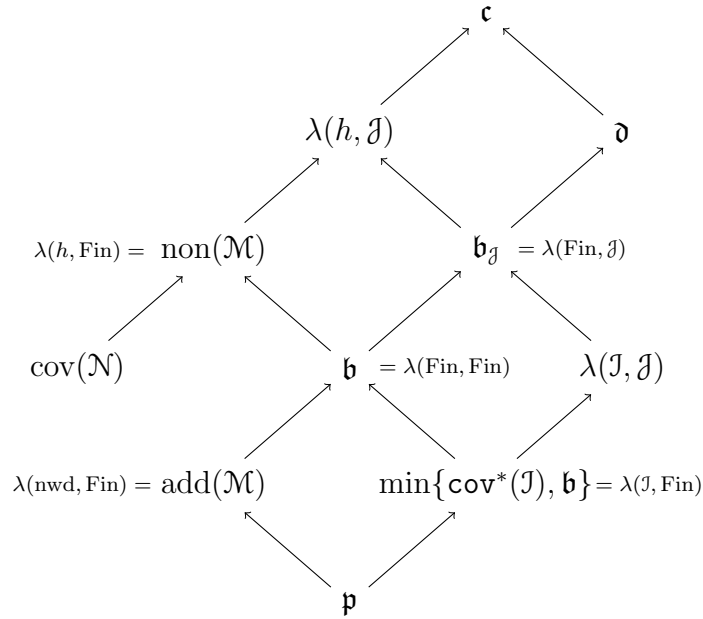 𝔠
λ(h, 𝒥) 𝔡
λ(h, Fin) = non(ℳ) 𝔟_𝒥 = λ(Fin, 𝒥)
cov(𝒩) 𝔟 = λ(Fin, Fin) λ(ℐ, 𝒥)
λ(nwd, Fin) = add(ℳ) min{cov*(ℐ), 𝔟} = λ(ℐ, Fin)
𝔭